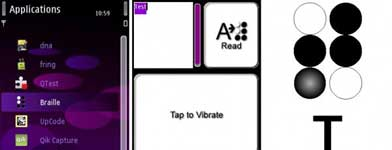 Applications 10:59
dna
fring
QTest
Braille
UpCode
Qik Capture
Test
A
Read
Tap to Vibrate
T